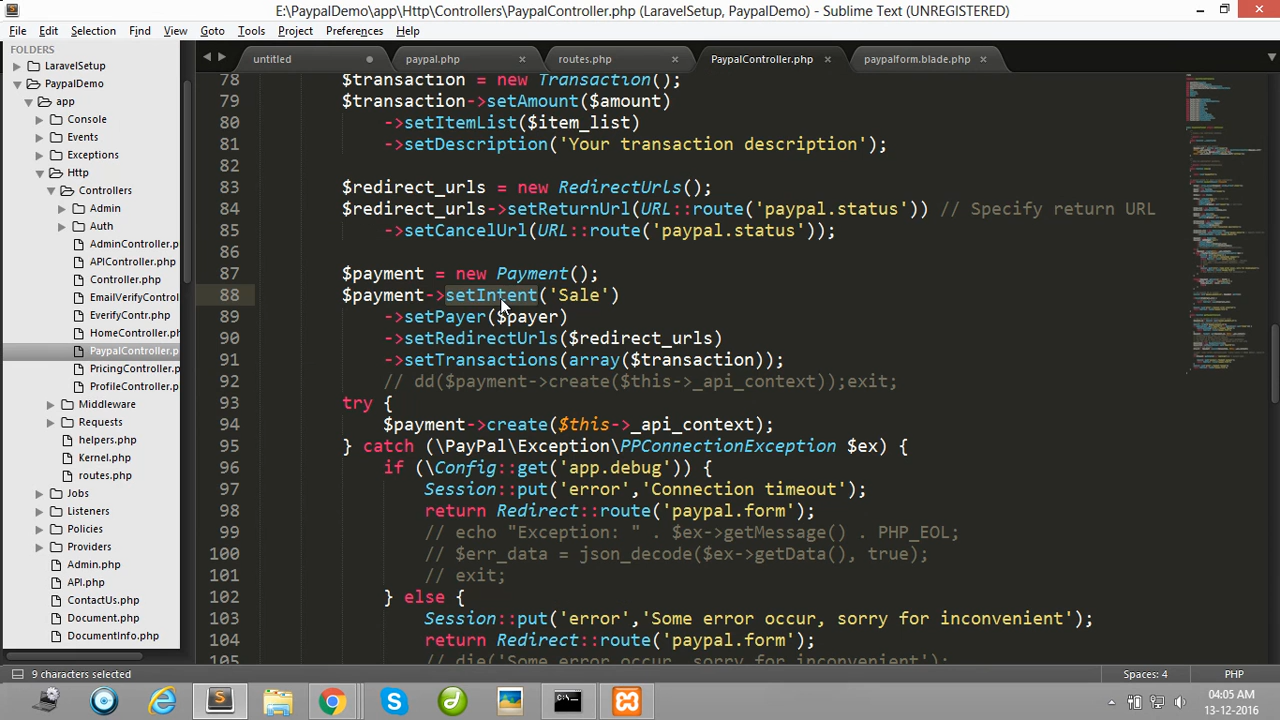 E:\PaypalDemo\app\Http\Controllers\PaypalController.php (LaravelSetup, PaypalDemo) - Sublime Text (UNREGISTERED)
File Edit Selection Find View Goto Tools Project Preferences Help
FOLDERS
LaravelSetup
PaypalDemo
app
Console
Events
Exceptions
Http
Controllers
Admin
Auth
AdminController.p
APIController.php
Controller.php
EmailVerifyControl
EverifyContr.php
HomeController.ph
PaypalController.p
PricingController.p
ProfileController.p
Middleware
Requests
helpers.php
Kernel.php
routes.php
Jobs
Listeners
Policies
Providers
Admin.php
API.php
ContactUs.php
Document.php
DocumentInfo.php
untitled paypal.php routes.php PaypalController.php paypalform.blade.php
78 $transaction = new Transaction();
79 $transaction->setAmount($amount)
80 ->setItemList($item_list)
81 ->setDescription('Your transaction description');
82
83 $redirect_urls = new RedirectUrls();
84 $redirect_urls->setReturnUrl(URL::route('paypal.status')) // Specify return URL
85 ->setCancelUrl(URL::route('paypal.status'));
86
87 $payment = new Payment();
88 $payment->setIntent('Sale')
89 ->setPayer($payer)
90 ->setRedirectUrls($redirect_urls)
91 ->setTransactions(array($transaction));
92 // dd($payment->create($this->_api_context));exit;
93 try {
94 $payment->create($this->_api_context);
95 } catch (\PayPal\Exception\PPConnectionException $ex) {
96 if (\Config::get('app.debug')) {
97 Session::put('error','Connection timeout');
98 return Redirect::route('paypal.form');
99 // echo "Exception: " . $ex->getMessage() . PHP_EOL;
100 // $err_data = json_decode($ex->getData(), true);
101 // exit;
102 } else {
103 Session::put('error','Some error occur, sorry for inconvenient');
104 return Redirect::route('paypal.form');
105 // die('Some error occur, sorry for inconvenient');
9 characters selected Spaces: 4 PHP
04:05 AM
13-12-2016